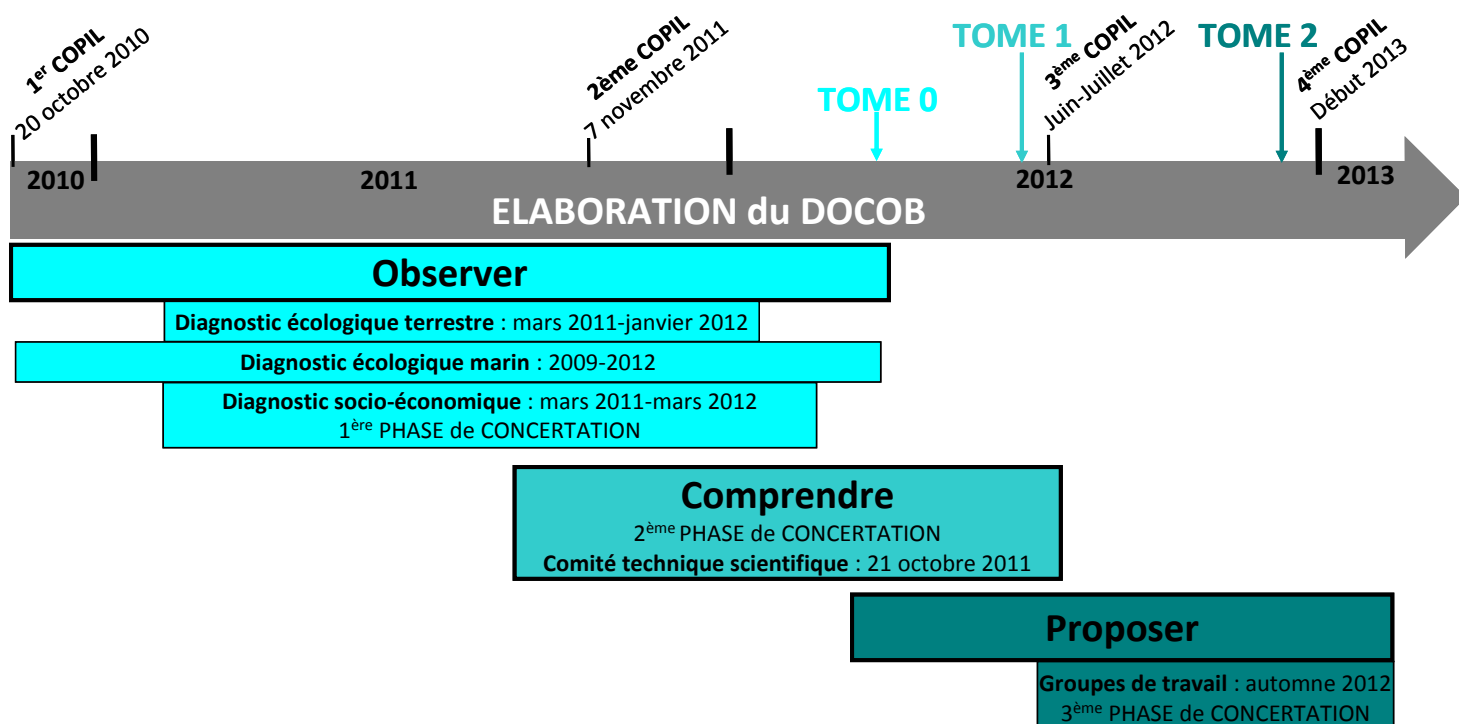 1er COPIL
20 octobre 2010
2ème COPIL
7 novembre 2011
TOME 0
TOME 1
3ème COPIL
Juin-Juillet 2012
TOME 2
4ème COPIL
Début 2013
2010
2011
2012
2013
ELABORATION du DOCOB
Observer
Diagnostic écologique terrestre : mars 2011-janvier 2012
Diagnostic écologique marin : 2009-2012
Diagnostic socio-économique : mars 2011-mars 2012
1ère PHASE de CONCERTATION
Comprendre
2ème PHASE de CONCERTATION
Comité technique scientifique : 21 octobre 2011
Proposer
Groupes de travail : automne 2012
3ème PHASE de CONCERTATION